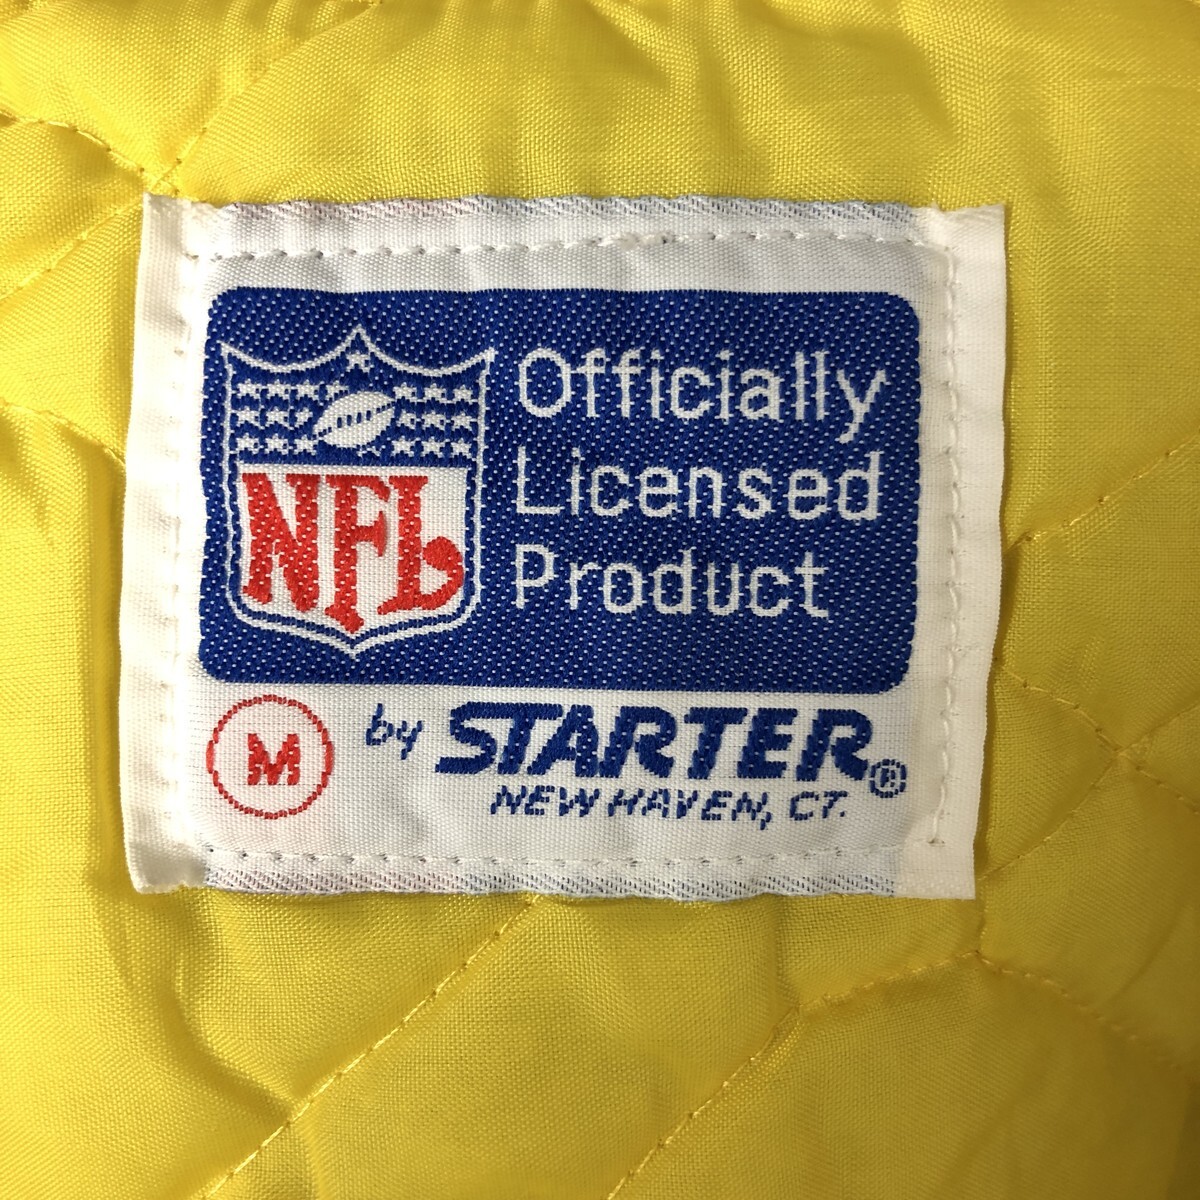 NFL
Officially
Licensed
Product
M
by STARTER®
NEW HAVEN, CT.